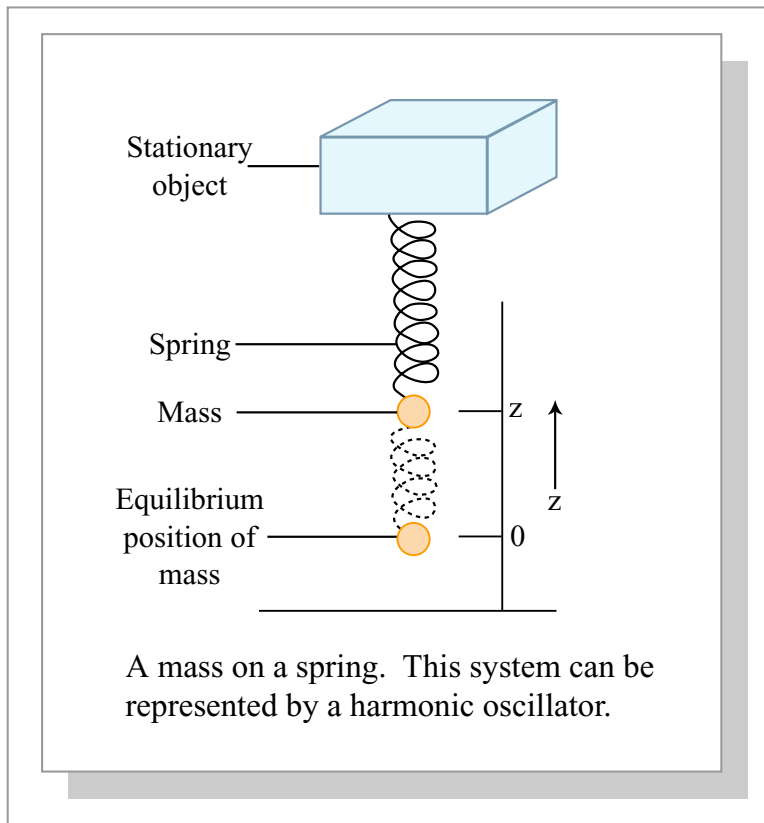 Stationary
object
Spring
Mass
z
z
Equilibrium
position of
mass
0
A mass on a spring.  This system can be
represented by a harmonic oscillator.